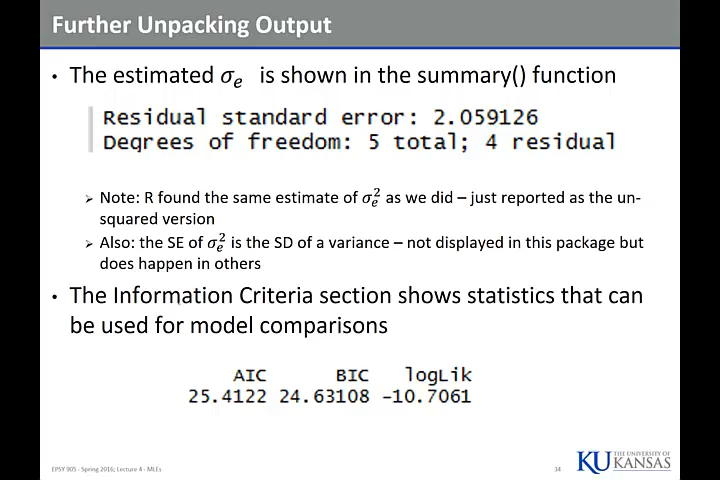 Further Unpacking Output
• The estimated σₑ is shown in the summary() function
Residual standard error: 2.059126
Degrees of freedom: 5 total; 4 residual
➢ Note: R found the same estimate of σₑ² as we did – just reported as the un-
squared version
➢ Also: the SE of σₑ² is the SD of a variance – not displayed in this package but
does happen in others
• The Information Criteria section shows statistics that can
be used for model comparisons
AIC BIC logLik
25.4122 24.63108 -10.7061
EPSY 905 - Spring 2016; Lecture 4 - MLEs
34
KU THE UNIVERSITY OF
KANSAS